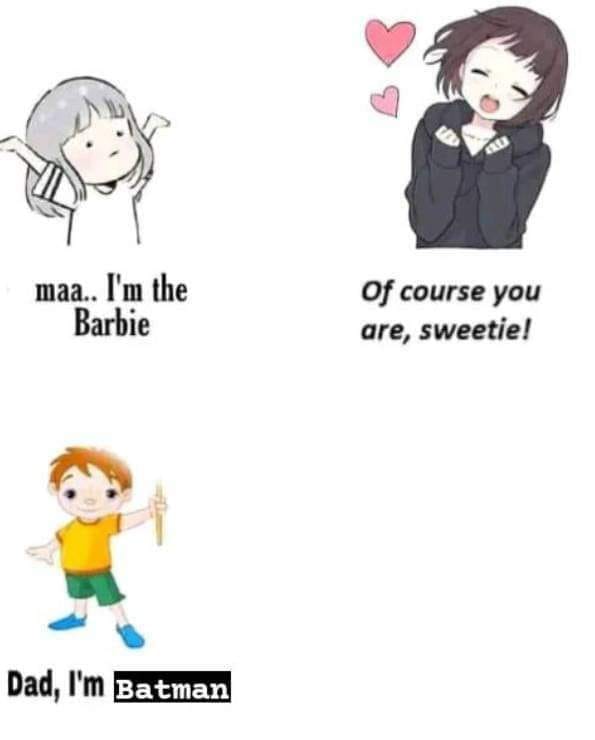 maa.. I'm the
Barbie
Of course you
are, sweetie!
Dad, I'm Batman